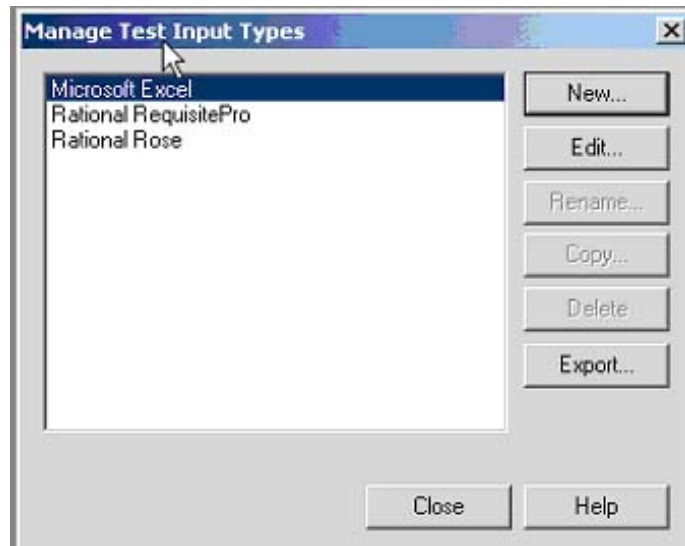 Manage Test Input Types
Microsoft Excel
Rational RequisitePro
Rational Rose
New...
Edit...
Rename...
Copy...
Delete
Export...
Close
Help